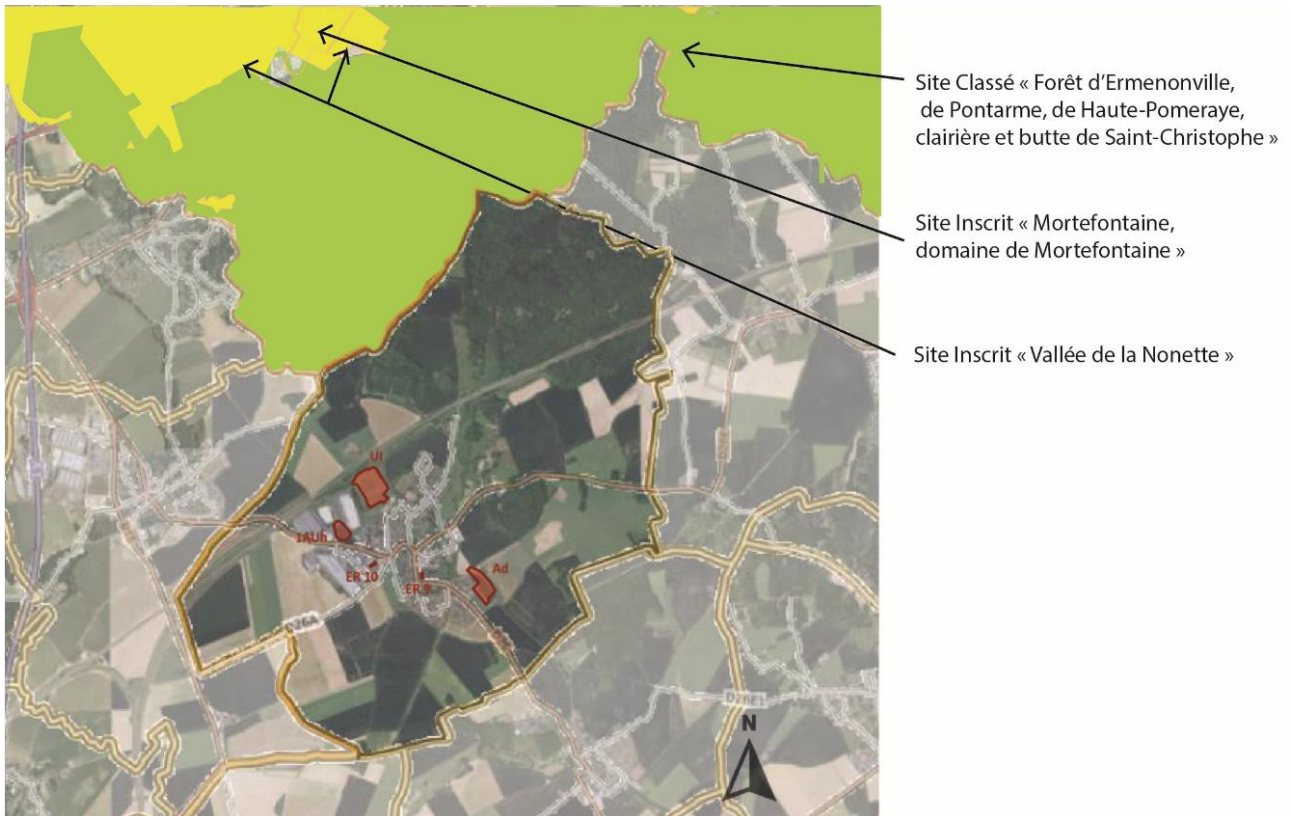 Site Classé « Forêt d’Ermenonville,
de Pontarme, de Haute-Pomeraye,
clairière et butte de Saint-Christophe »
Site Inscrit « Mortefontaine,
domaine de Mortefontaine »
Site Inscrit « Vallée de la Nonette »
UI
1AUh
ER 10
ER 9
Ad
D26A
N